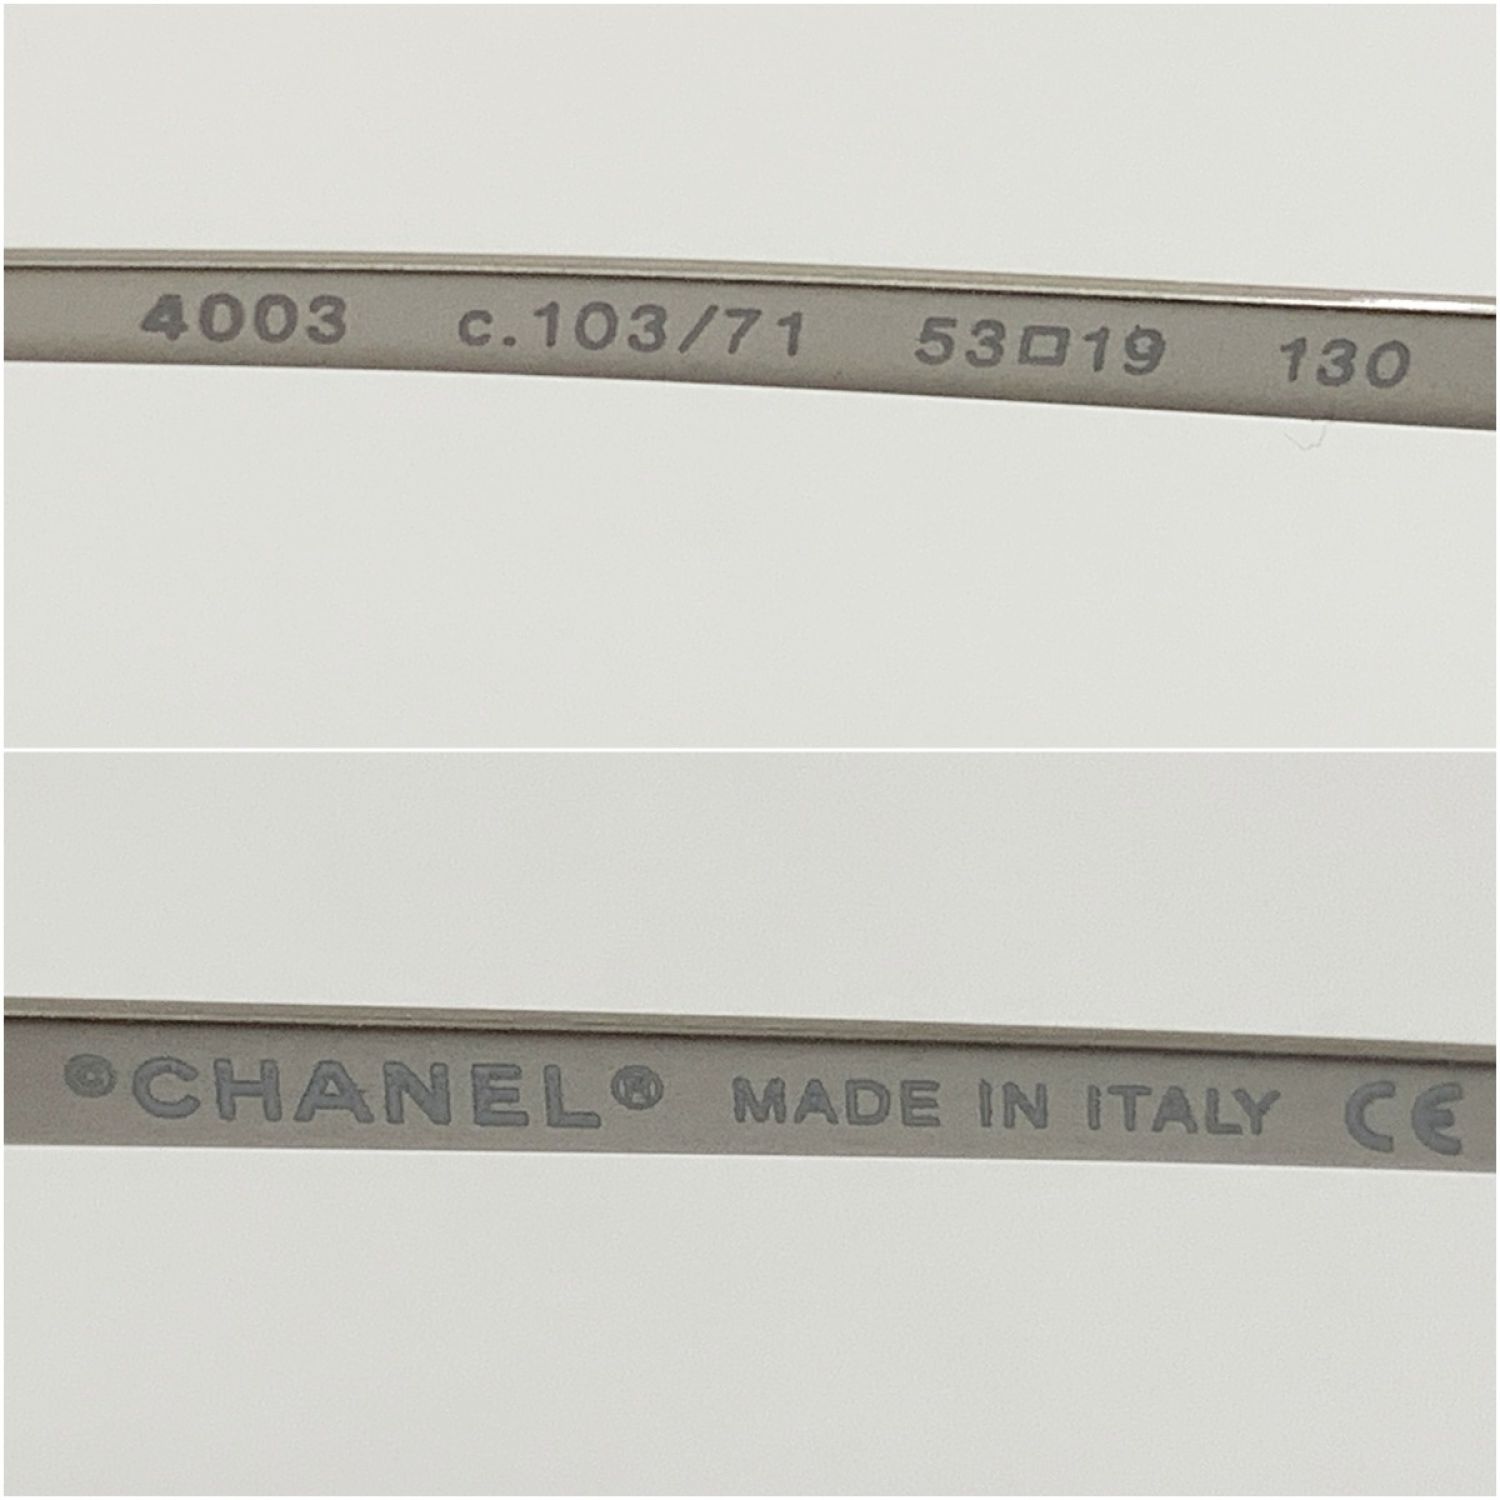 4003 c.103/71 53□19 130
©CHANEL® MADE IN ITALY CE